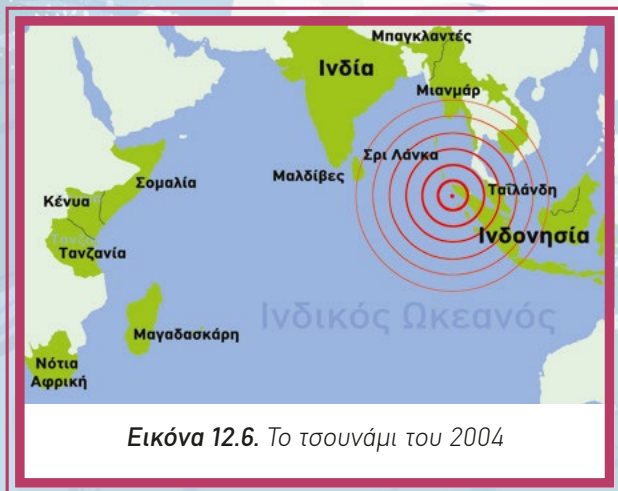 Μπαγκλαντές
Ινδία
Μιανμάρ
Σρι Λάνκα
Μαλδίβες
Ταϊλάνδη
Σομαλία
Κένυα
Ινδονησία
Τανζανία
Ινδικός Ωκεανός
Μαγαδασκάρη
Νότια
Αφρική
Εικόνα 12.6. Το τσουνάμι του 2004